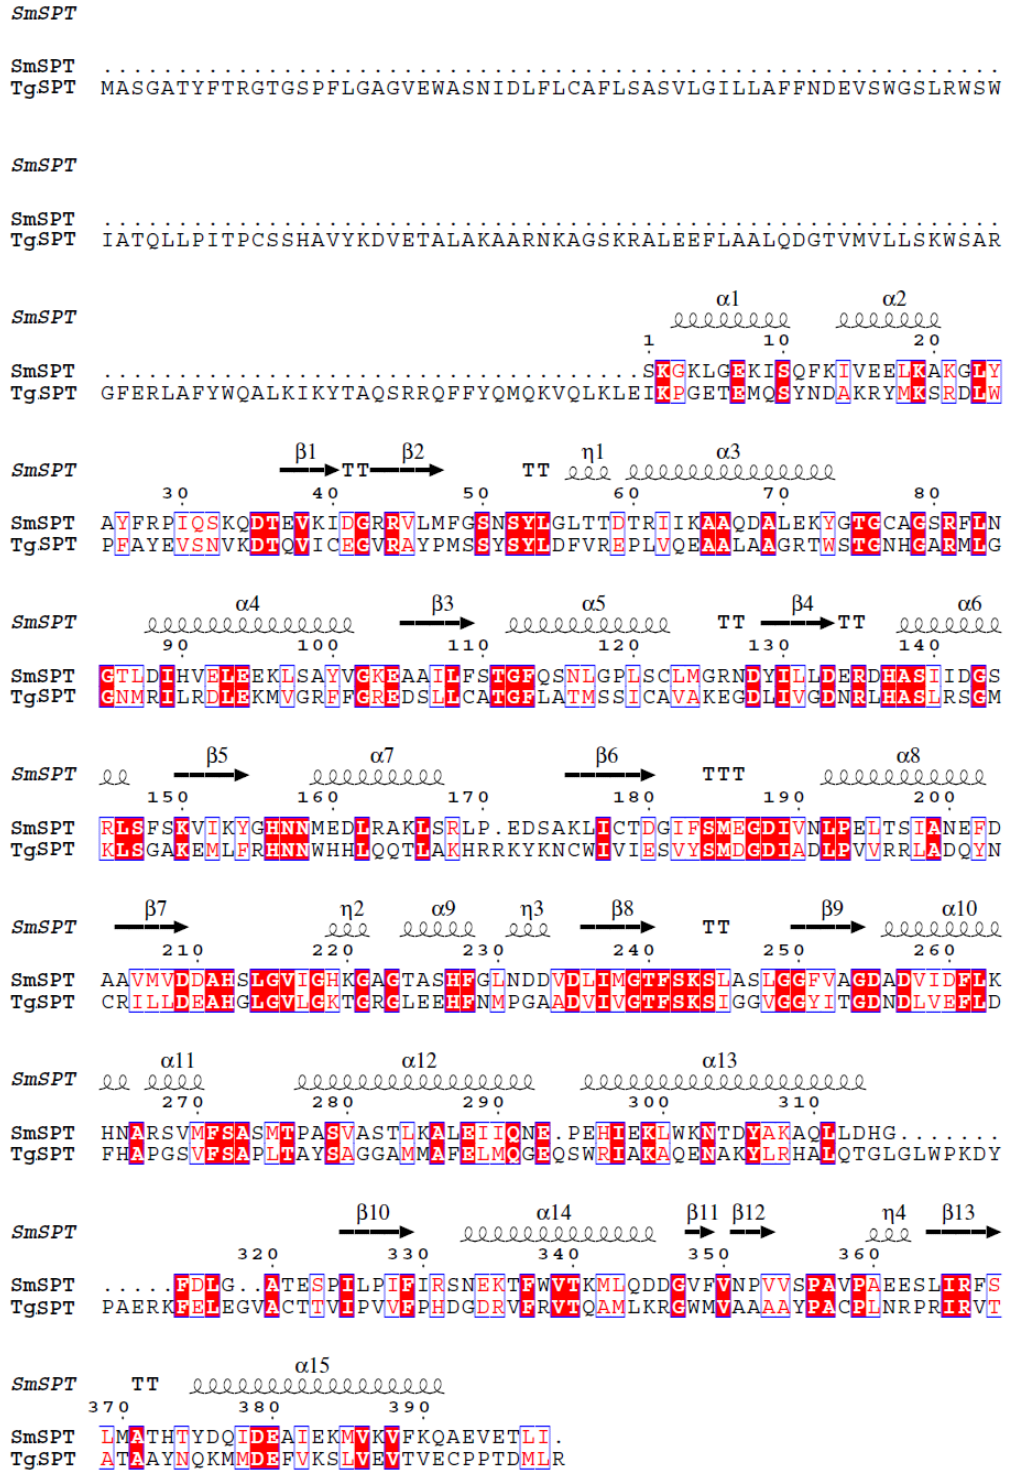 SmSPT
SmSPT ............................................................
TgSPT MASGATYFTRGTGSPFLGAGVEWASNIDLFLCAFLSASVLGILLAFFNDEVSWGSLRWSW
SmSPT
SmSPT ............................................................
TgSPT IATQLLPITPCSSHAVYKDVETALAKAARNKAGSKRALEEFLAALQDGTVMVLLSKWSAR
α1 α2
SmSPT
1 10 20
SmSPT ....................................SKGKLGEKISQFKIVEELKAKGLY
TgSPT GFERLAFYWQALKIKYTAQSRRQFFYQMQKVQLKLEIKPGETEMQSYNDAKRYMKSRDLW
β1 β2 η1 α3
SmSPT TT TT
30 40 50 60 70 80
SmSPT AYFRPIQSKQDTEVKIDGRRVLMFGSNSYLGLTTDTRIIKAAQDALEKYGTGCAGSRFLN
TgSPT PFAYEVSNVKDTQVICEGVRAYPMSSYSYLDFVREPLVQEAALAAGRTWSTGNHGARMLG
α4 β3 α5 β4 α6
SmSPT TT TT
90 100 110 120 130 140
SmSPT GTLDIHVELEEKLSAYVGKEAAILFSTGFQSNLGPLSCLMGRNDYILLDERDHASIIDGS
TgSPT GNMRILRDLEKMVGRFFGREDSLLCATGFLATMSSICAVAKEGDLIVGDNRLHASLRSGM
β5 α7 β6 α8
SmSPT TTT
150 160 170 180 190 200
SmSPT RLSFSKVIKYGHNNMEDLRAKLSRLP.EDSAKLICTDGIFSMEGDIVNLPELTSIANEFD
TgSPT KLSGAKEMLFRHNNWHHLQQTLAKHRRKYKNCWIVIESVYSMDGDIADLPVVRRLADQYN
β7 η2 α9 η3 β8 β9 α10
SmSPT TT
210 220 230 240 250 260
SmSPT AAVMVDDAHSLGVIGHKGAGTASHFGLNDDVDLIMGTFSKSLASLGGFVAGDADVIDFLK
TgSPT CRILLDEAHGLGVLGKTGRGLEEHFNMPGAADVIVGTFSKSIGGVGGYITGDNDLVEFLD
α11 α12 α13
SmSPT
270 280 290 300 310
SmSPT HNARSVMFSASMTPASVASTLKALEIIQNE.PEHIEKLWKNTDYAKAQLLDHG.......
TgSPT FHAPGSVFSAPLTAYSAGGAMMAFELMQGEQSWRIAKAQENAKYLRHALQTGLGLWPKDY
β10 α14 β11 β12 η4 β13
SmSPT
320 330 340 350 360
SmSPT .....FDLG..ATESPILPIFIRSNEKTFWVTKMLQDDGVFVNPVVSPAVPAEESLIRFS
TgSPT PAERKFELEGVACTTVIPVVFPHDGDRVFRVTQAMLKRGWMVAAAAYPACPLNRPRIRVT
α15
SmSPT TT
370 380 390
SmSPT LMATHTYDQIDEAIEKMVKVFKQAEVETLI.
TgSPT ATAAYNQKMMDEFVKSLVEVTVECPPTDMLR